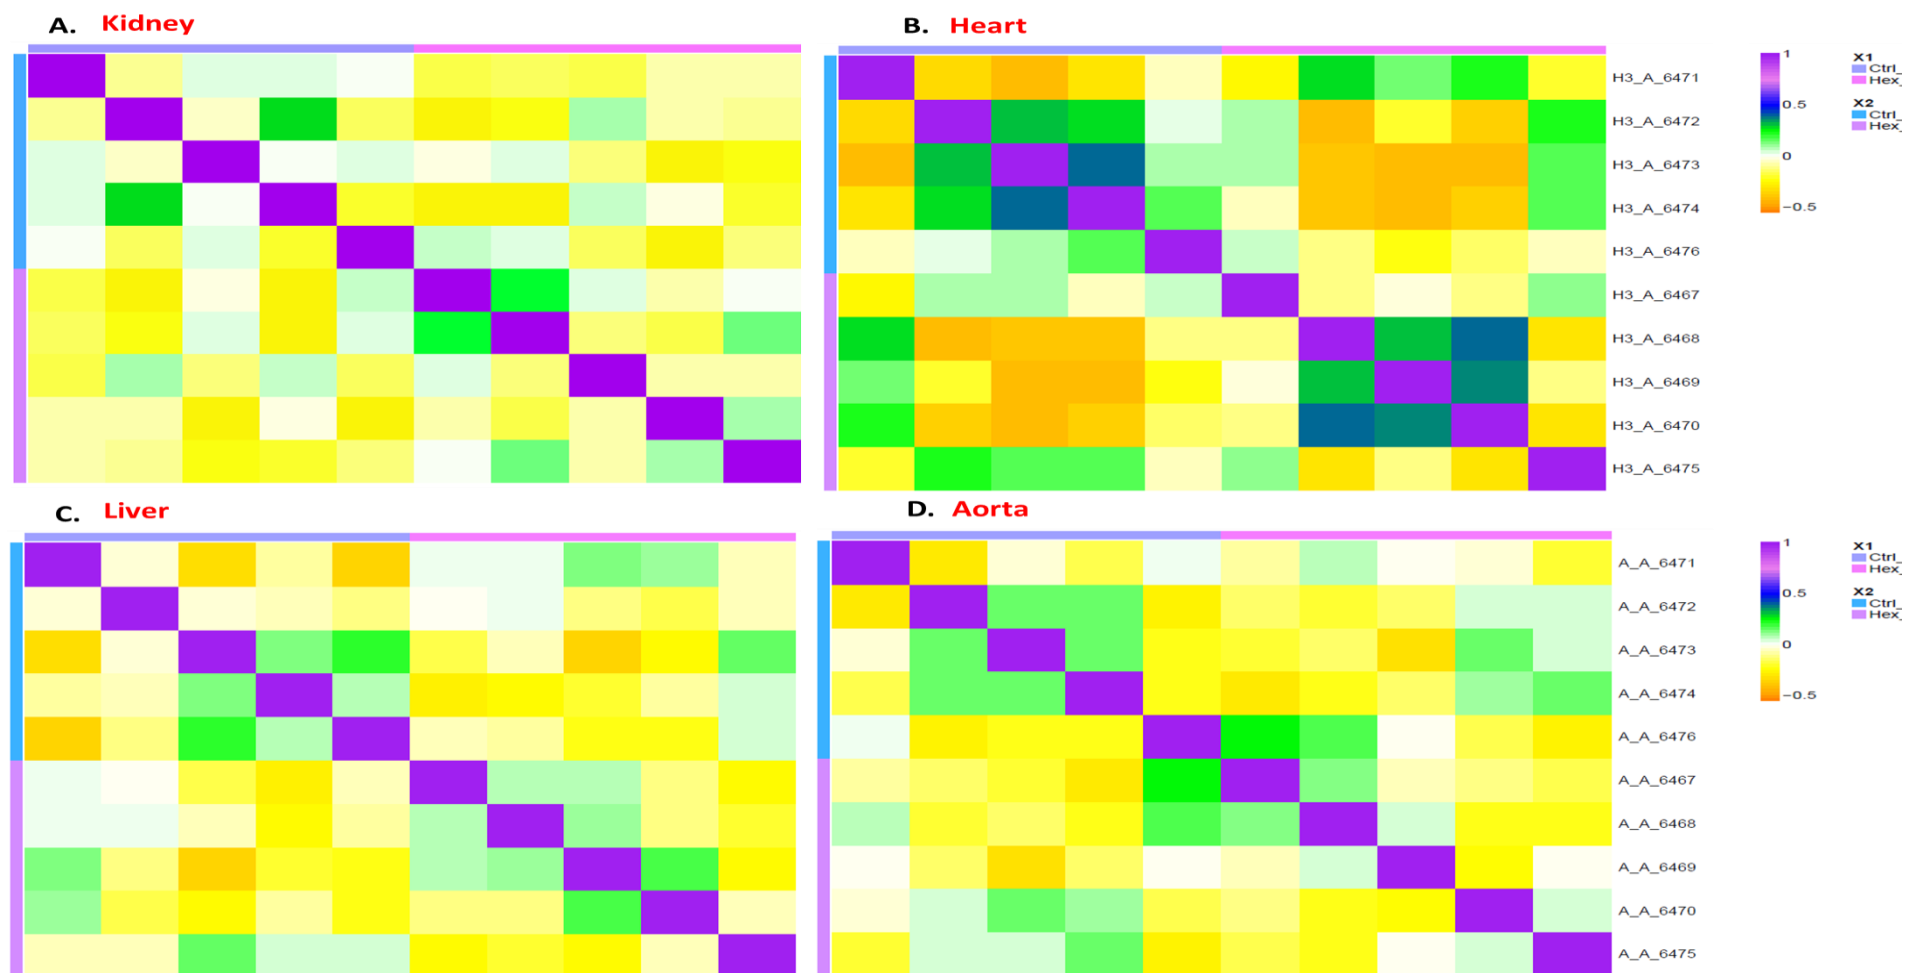 A. Kidney
B. Heart
H3_A_6471
H3_A_6472
H3_A_6473
H3_A_6474
H3_A_6476
H3_A_6467
H3_A_6468
H3_A_6469
H3_A_6470
H3_A_6475
1
0.5
0
-0.5
X1
Ctrl_
Hex_
X2
Ctrl_
Hex_
C. Liver
D. Aorta
A_A_6471
A_A_6472
A_A_6473
A_A_6474
A_A_6476
A_A_6467
A_A_6468
A_A_6469
A_A_6470
A_A_6475
1
0.5
0
-0.5
X1
Ctrl_
Hex_
X2
Ctrl_
Hex_